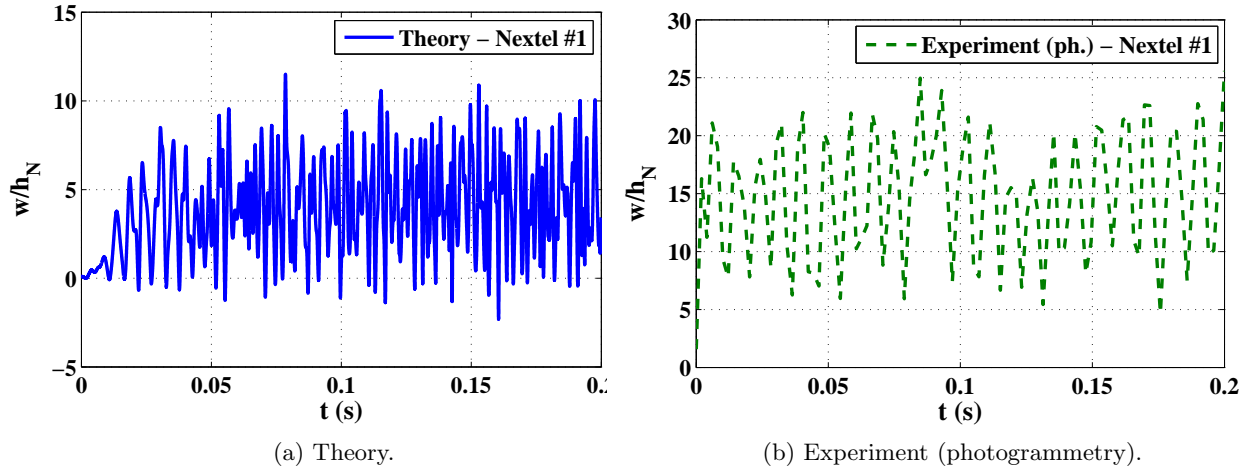 15
10
5
0
−5
w/h_N
Theory – Nextel #1
0
0.05
0.1
0.15
0.2
t (s)
(a) Theory.
30
25
20
15
10
5
0
w/h_N
Experiment (ph.) – Nextel #1
0
0.05
0.1
0.15
0.2
t (s)
(b) Experiment (photogrammetry).